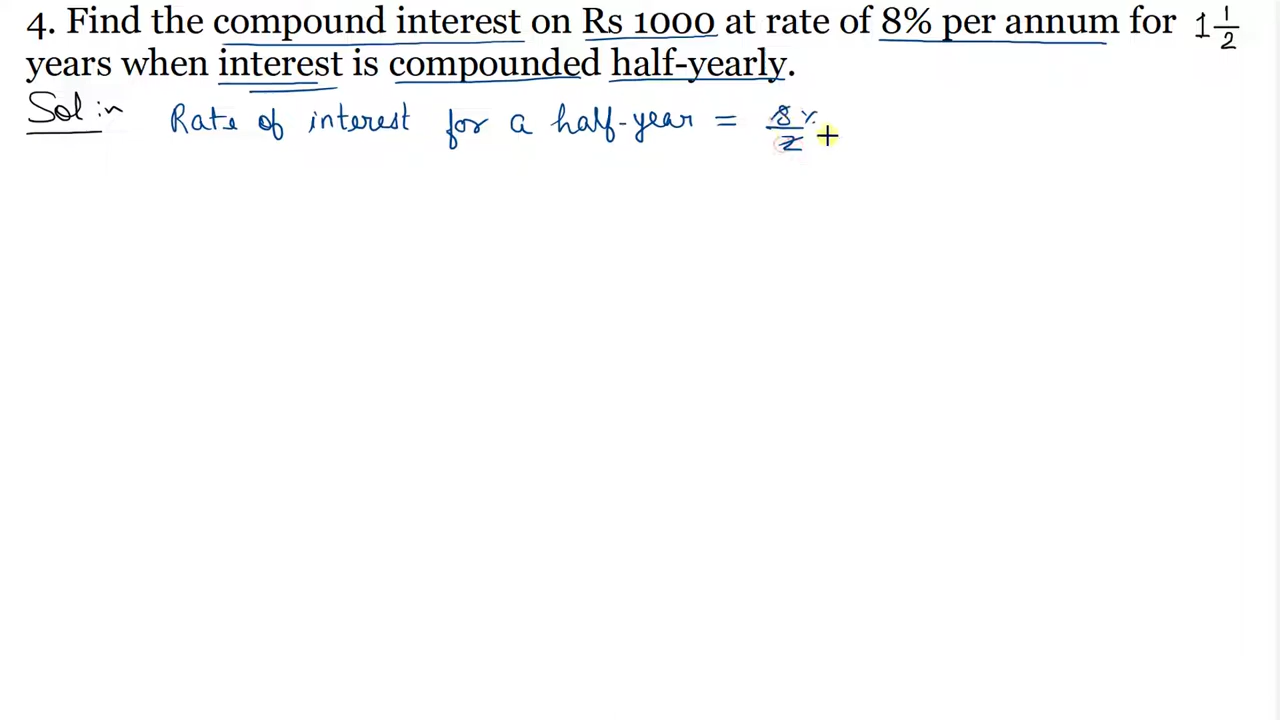 4. Find the compound interest on Rs 1000 at rate of 8% per annum for 1 1/2
years when interest is compounded half-yearly.
Sol:n Rate of interest for a half-year = 8%/2